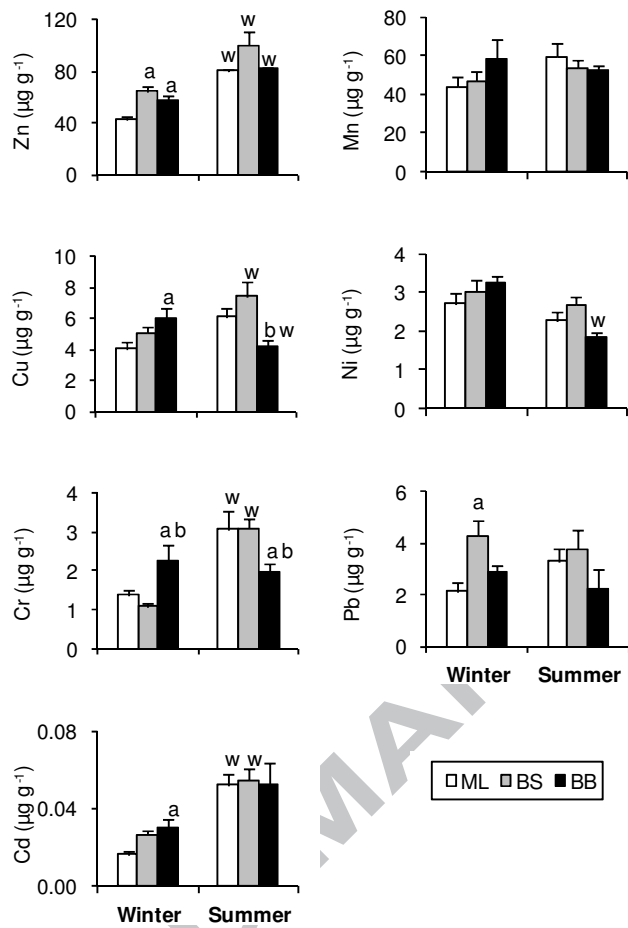 Zn (µg g-1)
120
80
40
0
a
a
w
w
w
Mn (µg g-1)
80
60
40
20
0
Cu (µg g-1)
10
8
6
4
2
0
a
w
b w
Ni (µg g-1)
4
3
2
1
0
w
Cr (µg g-1)
4
3
2
1
0
a b
w
w
a b
Pb (µg g-1)
6
4
2
0
a
Winter
Summer
Cd (µg g-1)
0.08
0.04
0.00
a
w
w
Winter
Summer
ML
BS
BB